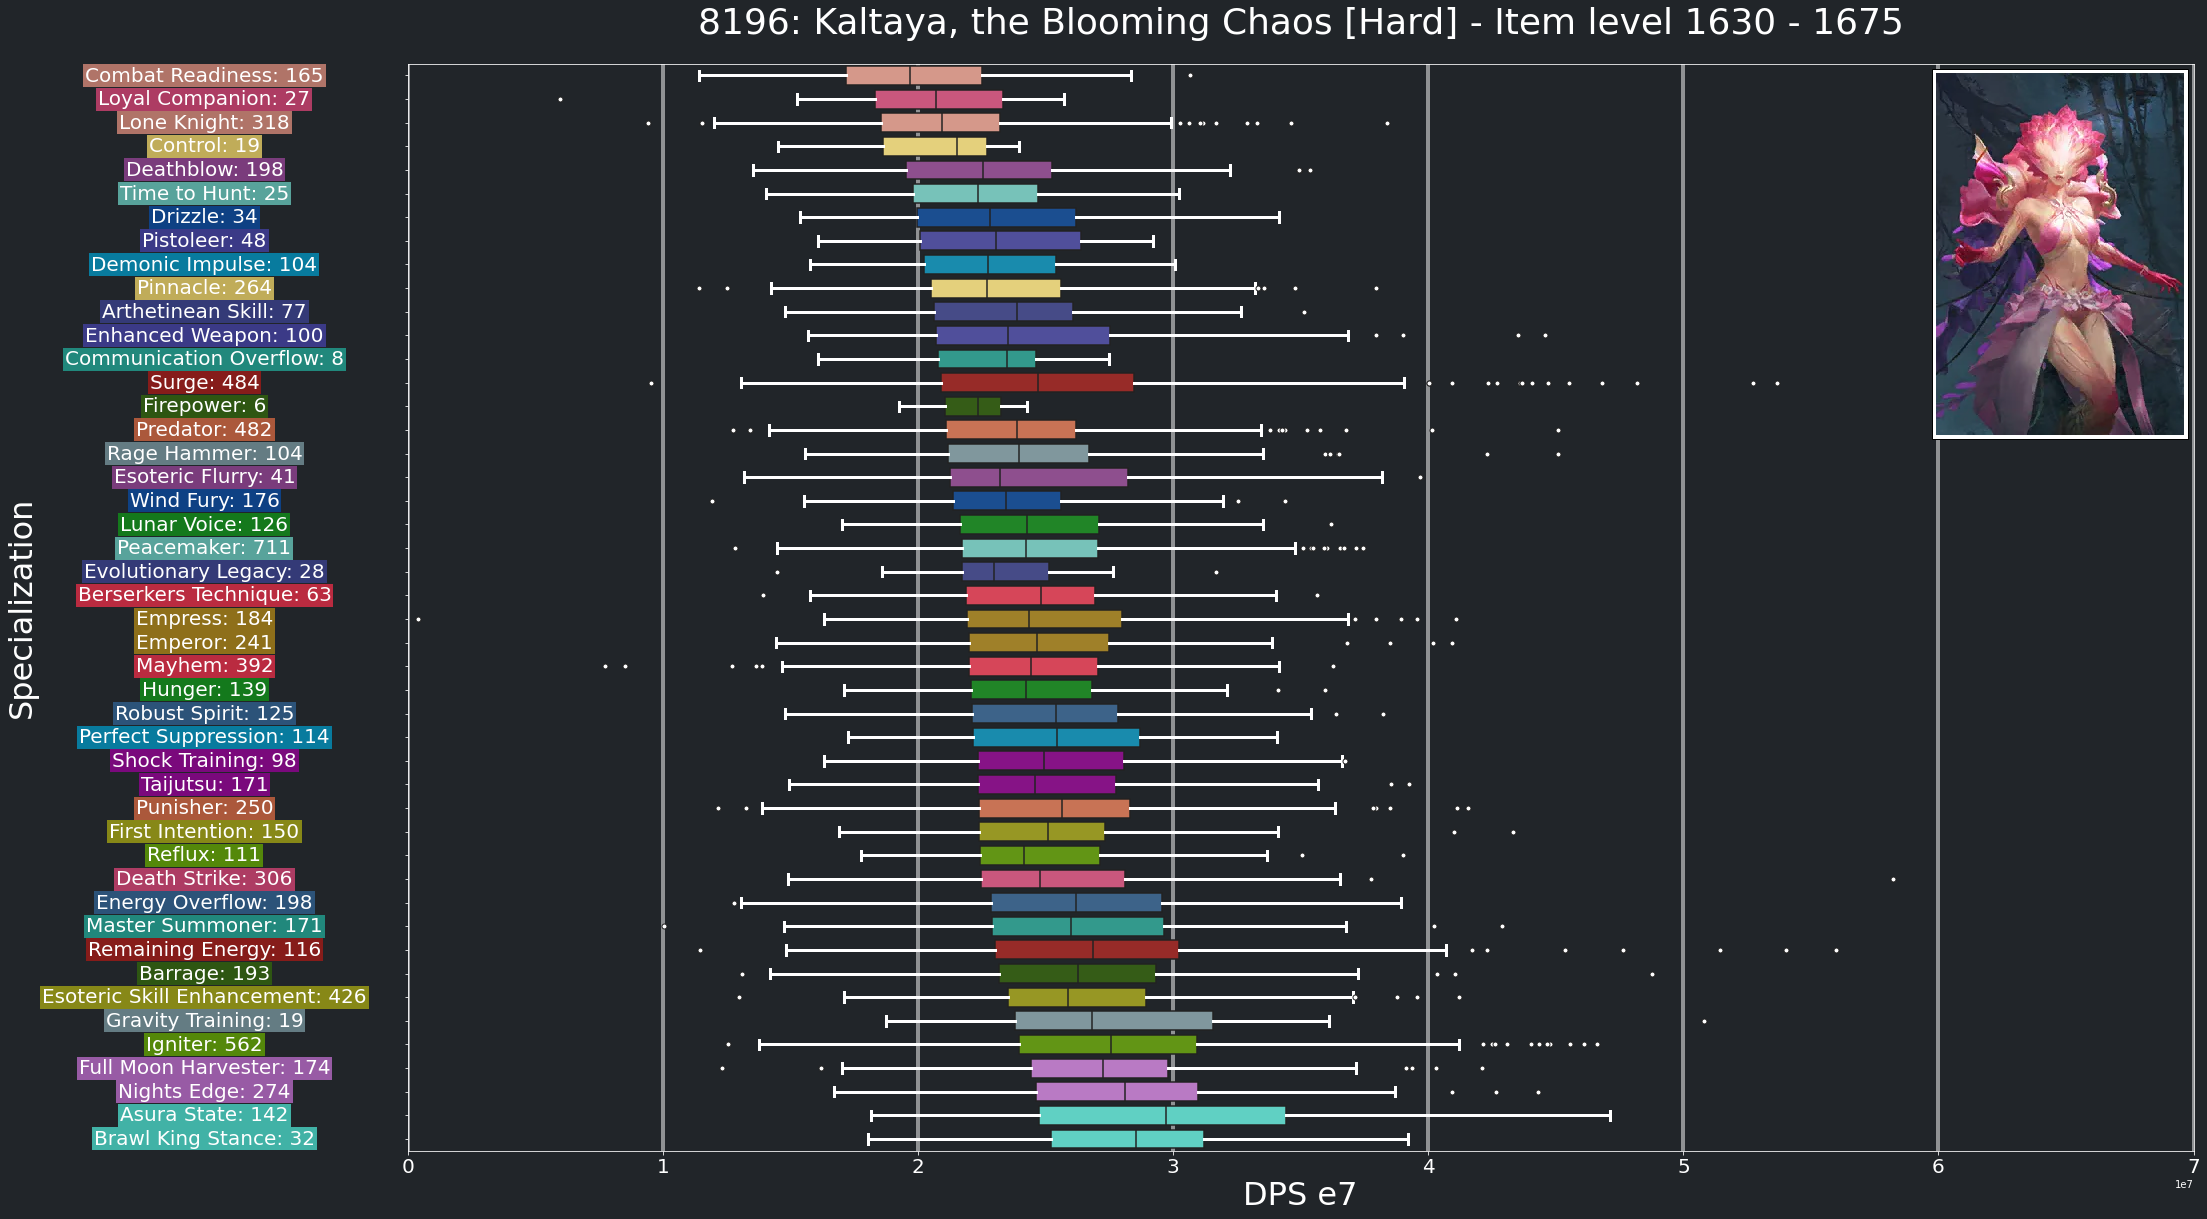 8196: Kaltaya, the Blooming Chaos [Hard] - Item level 1630 - 1675
Specialization
Combat Readiness: 165
Loyal Companion: 27
Lone Knight: 318
Control: 19
Deathblow: 198
Time to Hunt: 25
Drizzle: 34
Pistoleer: 48
Demonic Impulse: 104
Pinnacle: 264
Arthetinean Skill: 77
Enhanced Weapon: 100
Communication Overflow: 8
Surge: 484
Firepower: 6
Predator: 482
Rage Hammer: 104
Esoteric Flurry: 41
Wind Fury: 176
Lunar Voice: 126
Peacemaker: 711
Evolutionary Legacy: 28
Berserkers Technique: 63
Empress: 184
Emperor: 241
Mayhem: 392
Hunger: 139
Robust Spirit: 125
Perfect Suppression: 114
Shock Training: 98
Taijutsu: 171
Punisher: 250
First Intention: 150
Reflux: 111
Death Strike: 306
Energy Overflow: 198
Master Summoner: 171
Remaining Energy: 116
Barrage: 193
Esoteric Skill Enhancement: 426
Gravity Training: 19
Igniter: 562
Full Moon Harvester: 174
Nights Edge: 274
Asura State: 142
Brawl King Stance: 32
0 1 2 3 4 5 6 7
1e7
DPS e7